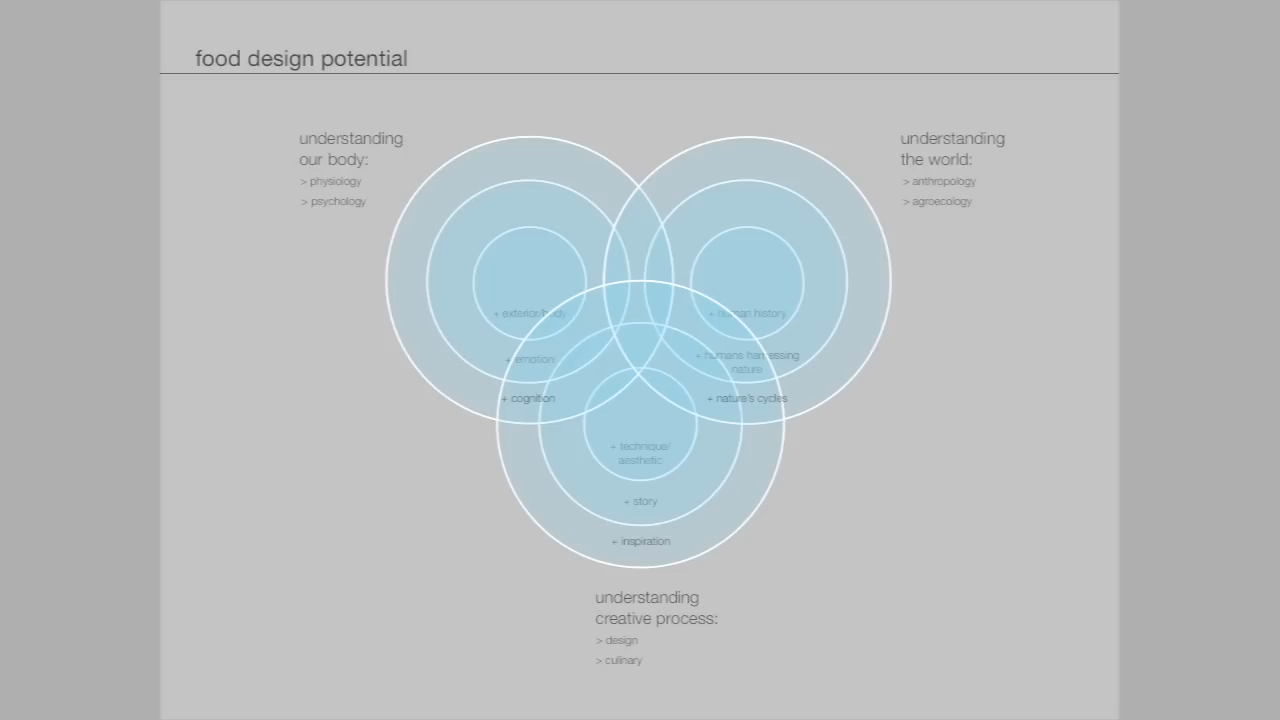 food design potential
understanding
our body:
> physiology
> psychology
understanding
the world:
> anthropology
> agroecology
+ exterior/body
+ emotion
+ cognition
+ human history
+ humans harnessing
nature
+ nature's cycles
+ technique/
aesthetic
+ story
+ inspiration
understanding
creative process:
> design
> culinary